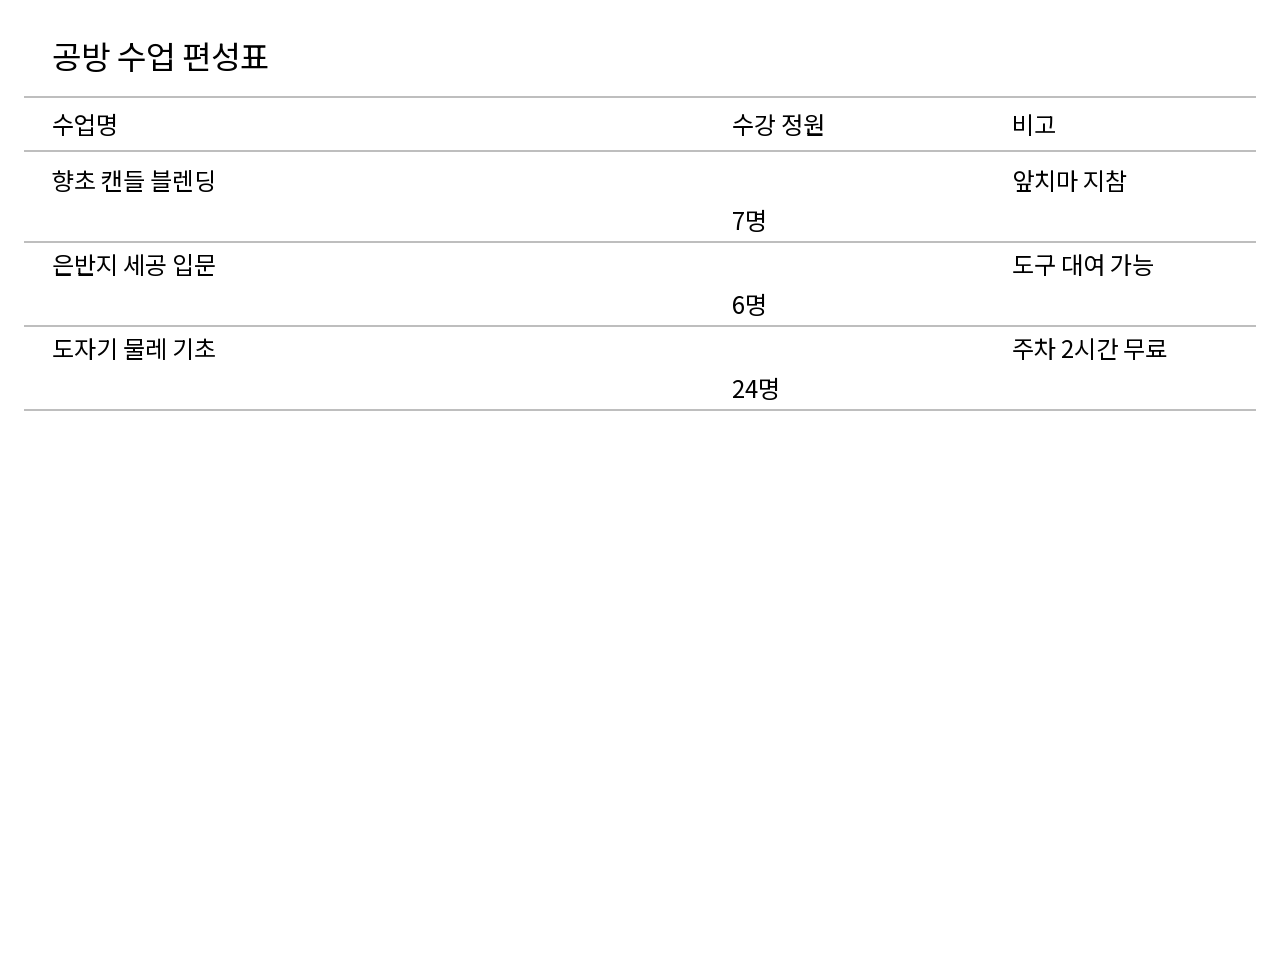 공방 수업 편성표
수업명 수강 정원 비고
향초 캔들 블렌딩 앞치마 지참
7명
은반지 세공 입문 도구 대여 가능
6명
도자기 물레 기초 주차 2시간 무료
24명